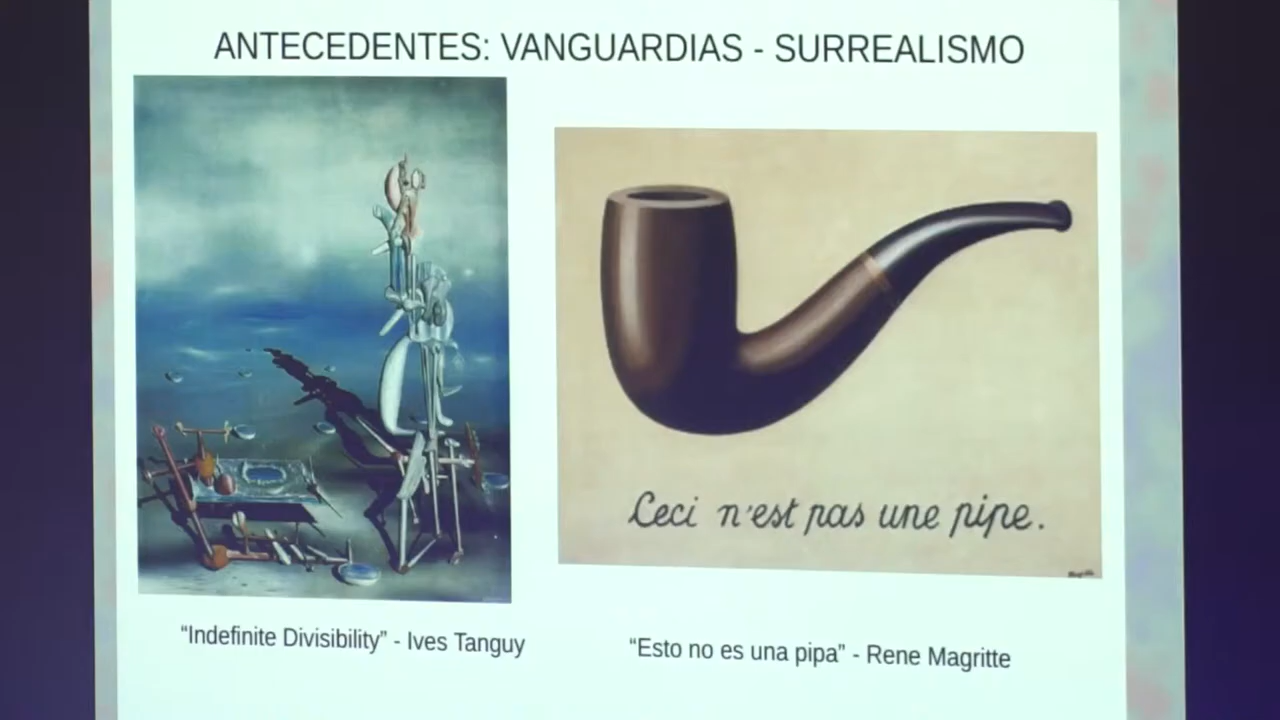 ANTECEDENTES: VANGUARDIAS - SURREALISMO
Ceci n'est pas une pipe.
“Indefinite Divisibility” - Ives Tanguy
“Esto no es una pipa” - Rene Magritte